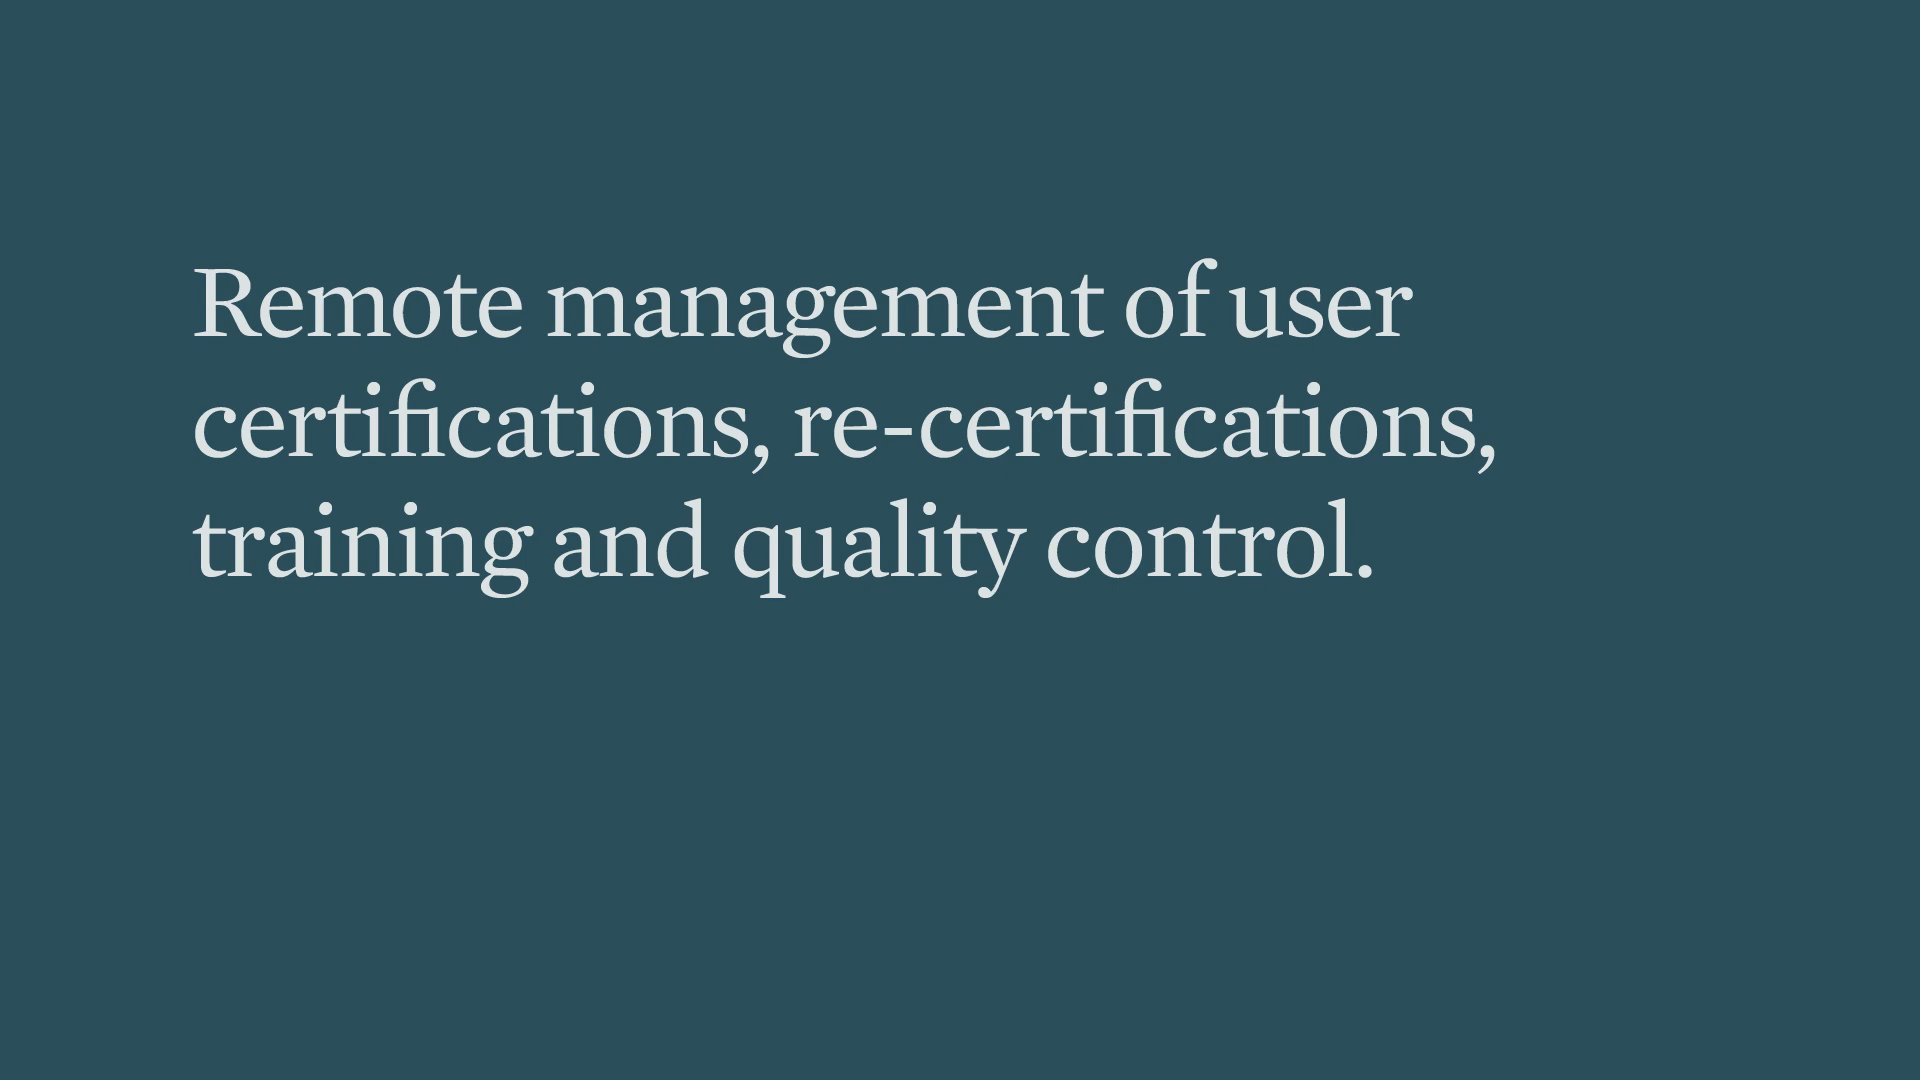 Remote management of user
certifications, re-certifications,
training and quality control.